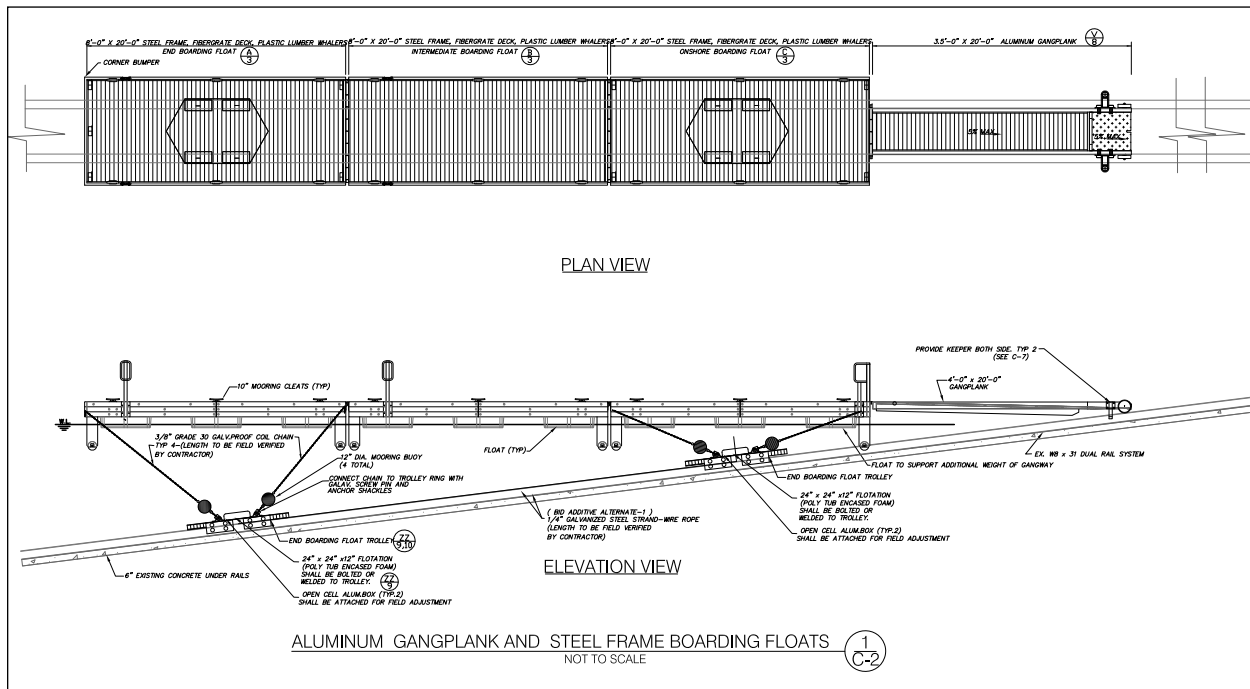 8'-0" X 20'-0" STEEL FRAME, FIBERGRATE DECK, PLASTIC LUMBER WHALERS
END BOARDING FLOAT
A
3
8'-0" X 20'-0" STEEL FRAME, FIBERGRATE DECK, PLASTIC LUMBER WHALERS
INTERMEDIATE BOARDING FLOAT
B
3
8'-0" X 20'-0" STEEL FRAME, FIBERGRATE DECK, PLASTIC LUMBER WHALERS
ONSHORE BOARDING FLOAT
C
3
3.5'-0" X 20'-0" ALUMINUM GANGPLANK
V
8
CORNER BUMPER
5% MAX.
5% MAX.
PLAN VIEW
PROVIDE KEEPER BOTH SIDE. TYP 2
(SEE C-7)
10" MOORING CLEATS (TYP)
4'-0" x 20'-0"
GANGPLANK
W.L.
3/8" GRADE 30 GALV.PROOF COIL CHAIN
TYP 4-(LENGTH TO BE FIELD VERIFIED
BY CONTRACTOR)
12" DIA. MOORING BUOY
(4 TOTAL)
CONNECT CHAIN TO TROLLEY RING WITH
GALV. SCREW PIN AND
ANCHOR SHACKLES
FLOAT (TYP)
EX. W8 x 31 DUAL RAIL SYSTEM
FLOAT TO SUPPORT ADDITIONAL WEIGHT OF GANGWAY
END BOARDING FLOAT TROLLEY
24" x 24" x12" FLOTATION
(POLY TUB ENCASED FOAM)
SHALL BE BOLTED OR
WELDED TO TROLLEY.
OPEN CELL ALUM.BOX (TYP.2)
SHALL BE ATTACHED FOR FIELD ADJUSTMENT
( BID ADDITIVE ALTERNATE-1 )
1/4" GALVANIZED STEEL STRAND-WIRE ROPE
(LENGTH TO BE FIELD VERIFIED
BY CONTRACTOR)
END BOARDING FLOAT TROLLEY
ZZ
9,10
24" x 24" x12" FLOTATION
(POLY TUB ENCASED FOAM)
SHALL BE BOLTED OR
WELDED TO TROLLEY.
ZZ
9
OPEN CELL ALUM.BOX (TYP.2)
SHALL BE ATTACHED FOR FIELD ADJUSTMENT
6" EXISTING CONCRETE UNDER RAILS
ELEVATION VIEW
ALUMINUM GANGPLANK AND STEEL FRAME BOARDING FLOATS
1
C-2
NOT TO SCALE